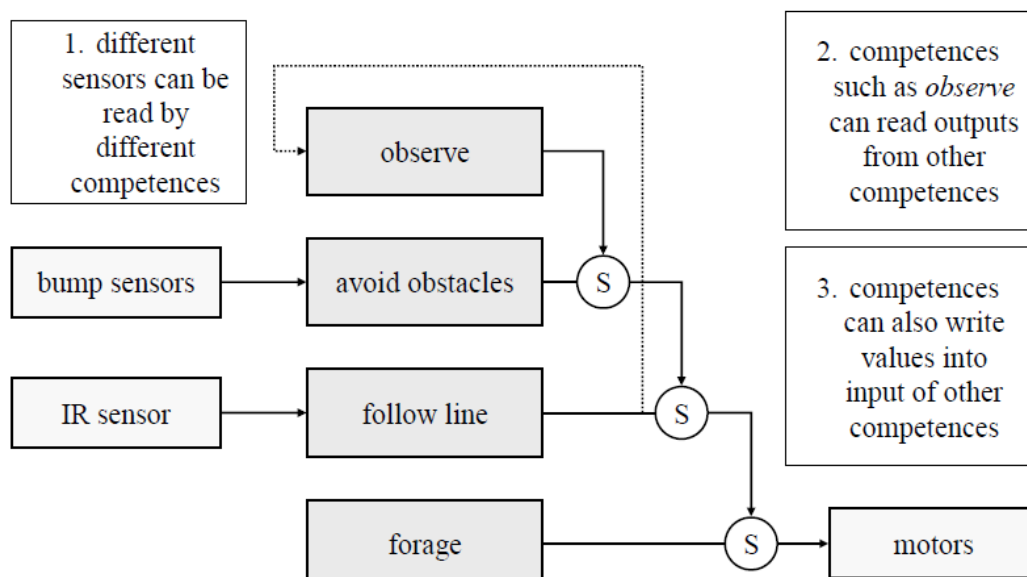 1. different
sensors can be
read by
different
competences
observe
2. competences
such as observe
can read outputs
from other
competences
bump sensors
avoid obstacles
S
3. competences
can also write
values into
input of other
competences
IR sensor
follow line
S
forage
S
motors